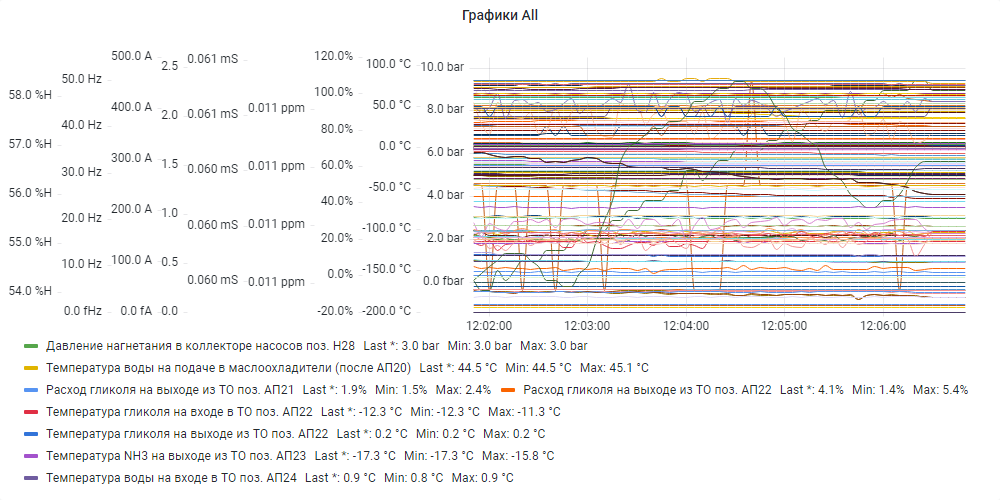 Графики All
500.0 A 0.061 mS 120.0% 100.0 °C 10.0 bar
50.0 Hz 2.5
58.0 %H 0.011 ppm 100.0% 50.0 °C 8.0 bar
400.0 A 2.0 0.061 mS
40.0 Hz 80.0%
57.0 %H 0.0 °C 6.0 bar
300.0 A 1.5 0.060 mS 0.011 ppm 60.0%
30.0 Hz
56.0 %H 40.0% -50.0 °C 4.0 bar
200.0 A 1.0
20.0 Hz 0.060 mS 0.011 ppm -100.0 °C
55.0 %H 20.0% 2.0 bar
10.0 Hz 100.0 A 0.5
0.060 mS 0.011 ppm 0.0% -150.0 °C 0.0 fbar
54.0 %H
0.0 fHz 0.0 fA 0.0 -20.0% -200.0 °C
12:02:00 12:03:00 12:04:00 12:05:00 12:06:00
Давление нагнетания в коллекторе насосов поз. Н28 Last *: 3.0 bar Min: 3.0 bar Max: 3.0 bar
Температура воды на подаче в маслоохладители (после АП20) Last *: 44.5 °C Min: 44.5 °C Max: 45.1 °C
Расход гликоля на выходе из ТО поз. АП21 Last *: 1.9% Min: 1.5% Max: 2.4% Расход гликоля на выходе из ТО поз. АП22 Last *: 4.1% Min: 1.4% Max: 5.4%
Температура гликоля на входе в ТО поз. АП22 Last *: -12.3 °C Min: -12.3 °C Max: -11.3 °C
Температура гликоля на выходе из ТО поз. АП22 Last *: 0.2 °C Min: 0.2 °C Max: 0.2 °C
Температура NH3 на выходе из ТО поз. АП23 Last *: -17.3 °C Min: -17.3 °C Max: -15.8 °C
Температура воды на входе в ТО поз. АП24 Last *: 0.9 °C Min: 0.8 °C Max: 0.9 °C